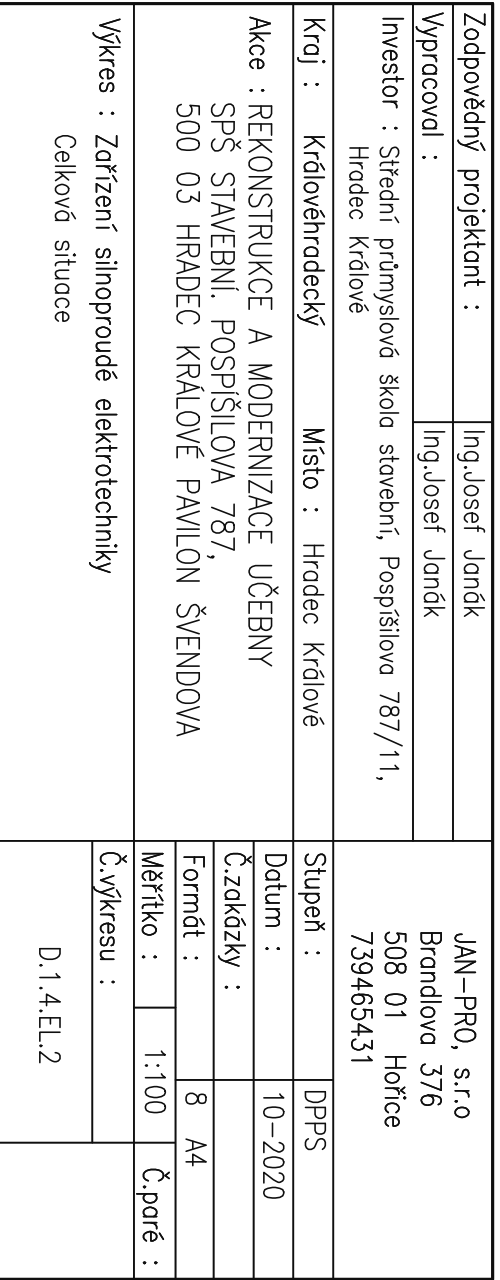 Zodpovědný projektant : Ing.Josef Janák
Vypracoval : Ing.Josef Janák
Investor : Střední průmyslová škola stavební, Pospíšilova 787/11,
Hradec Králové
Kraj : Královéhradecký Místo : Hradec Králové
Akce : REKONSTRUKCE A MODERNIZACE UČEBNY
SPŠ STAVEBNÍ. POSPÍŠILOVA 787,
500 03 HRADEC KRÁLOVÉ PAVILON ŠVENDOVA
Výkres : Zařízení silnoproudé elektrotechniky
Celková situace
JAN-PRO, s.r.o
Brandlova 376
508 01 Hořice
739465431
Stupeň : DPPS
Datum : 10-2020
Č.zakázky :
Formát : 8 A4
Měřítko : 1:100 Č.paré :
Č.výkresu :
D.1.4.EL.2